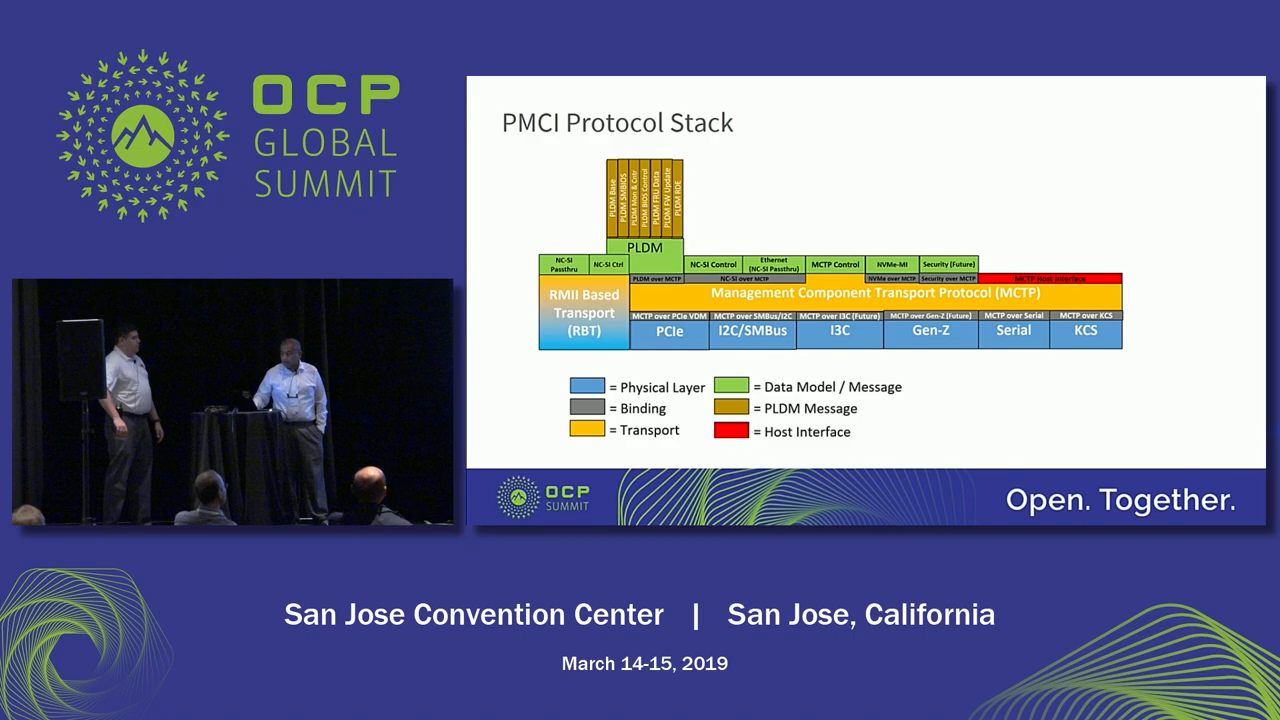 OCP
GLOBAL
SUMMIT
PMCI Protocol Stack
PLDM Base
PLDM SMBIOS
PLDM Mon & Cntr
PLDM BIOS Control
PLDM FRU Data
PLDM FW Update
PLDM RDE
PLDM
NC-SI
Passthru
NC-SI Ctrl
NC-SI Control
Ethernet
(NC-SI Passthru)
MCTP Control
NVMe-MI
Security (Future)
PLDM over MCTP
NC-SI over MCTP
NVMe over MCTP
Security over MCTP
MCTP Host Interface
RMII Based
Transport
(RBT)
Management Component Transport Protocol (MCTP)
MCTP over PCIe VDM
MCTP over SMBus/I2C
MCTP over I3C (Future)
MCTP over Gen-Z (Future)
MCTP over Serial
MCTP over KCS
PCIe
I2C/SMBus
I3C
Gen-Z
Serial
KCS
= Physical Layer
= Data Model / Message
= Binding
= PLDM Message
= Transport
= Host Interface
OCP
SUMMIT
Open. Together.
San Jose Convention Center | San Jose, California
March 14-15, 2019